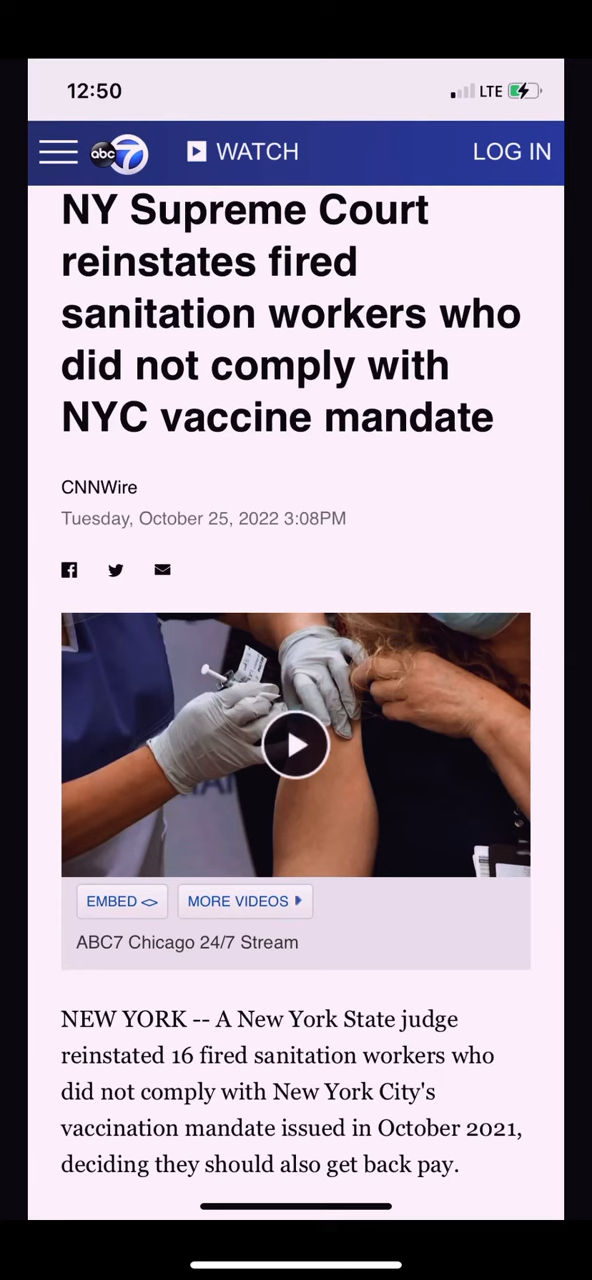 12:50 LTE
abc 7 WATCH LOG IN
NY Supreme Court
reinstates fired
sanitation workers who
did not comply with
NYC vaccine mandate
CNNWire
Tuesday, October 25, 2022 3:08PM
EMBED <> MORE VIDEOS
ABC7 Chicago 24/7 Stream
NEW YORK -- A New York State judge
reinstated 16 fired sanitation workers who
did not comply with New York City's
vaccination mandate issued in October 2021,
deciding they should also get back pay.